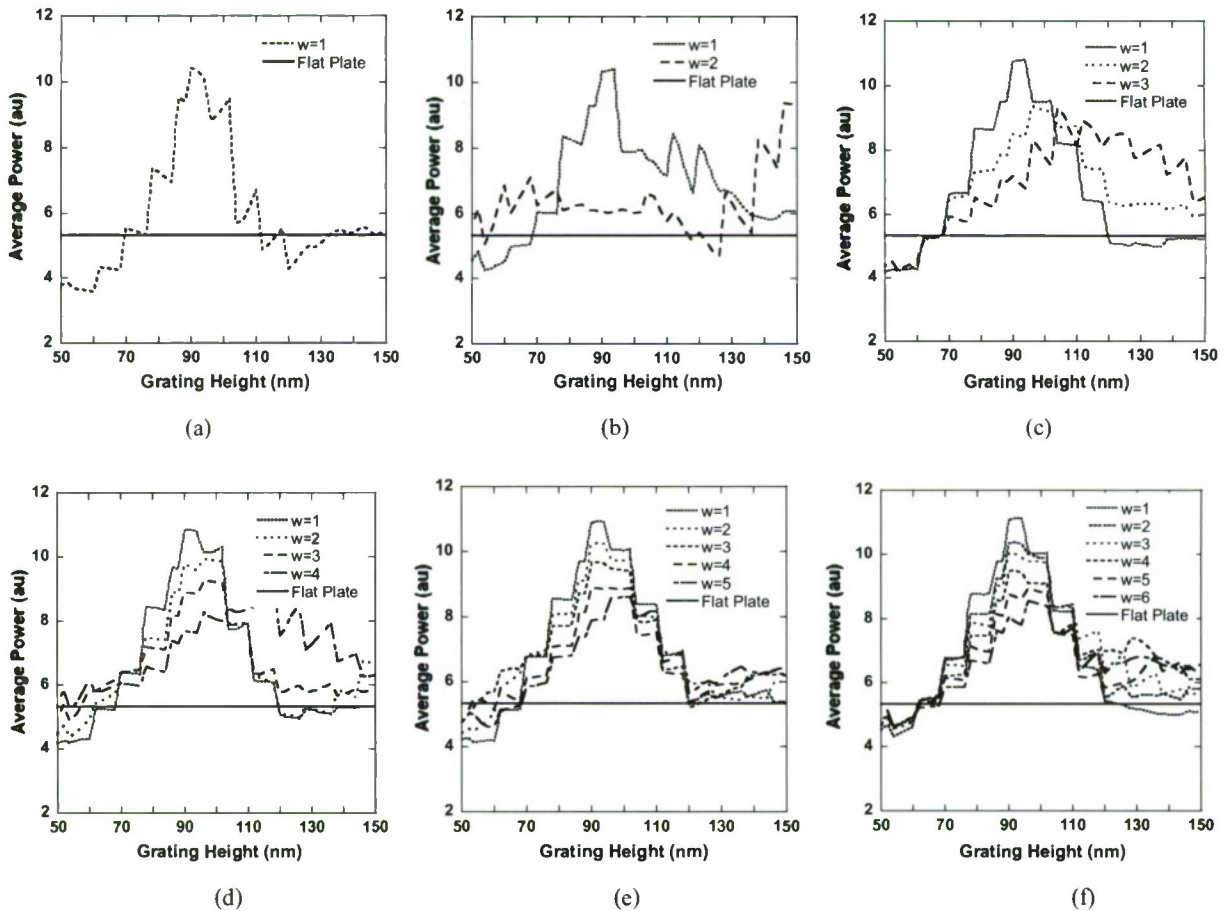 12
10
8
6
4
2
Average Power (au)
w=1
Flat Plate
50 70 90 110 130 150
Grating Height (nm)
(a)
12
10
8
6
4
2
Average Power (au)
w=1
w=2
Flat Plate
50 70 90 110 130 150
Grating Height (nm)
(b)
12
10
8
6
4
2
Average Power (au)
w=1
w=2
w=3
Flat Plate
50 70 90 110 130 150
Grating Height (nm)
(c)
12
10
8
6
4
2
Average Power (au)
w=1
w=2
w=3
w=4
Flat Plate
50 70 90 110 130 150
Grating Height (nm)
(d)
12
10
8
6
4
2
Average Power (au)
w=1
w=2
w=3
w=4
w=5
Flat Plate
50 70 90 110 130 150
Grating Height (nm)
(e)
12
10
8
6
4
2
Average Power (au)
w=1
w=2
w=3
w=4
w=5
w=6
Flat Plate
50 70 90 110 130 150
Grating Height (nm)
(f)